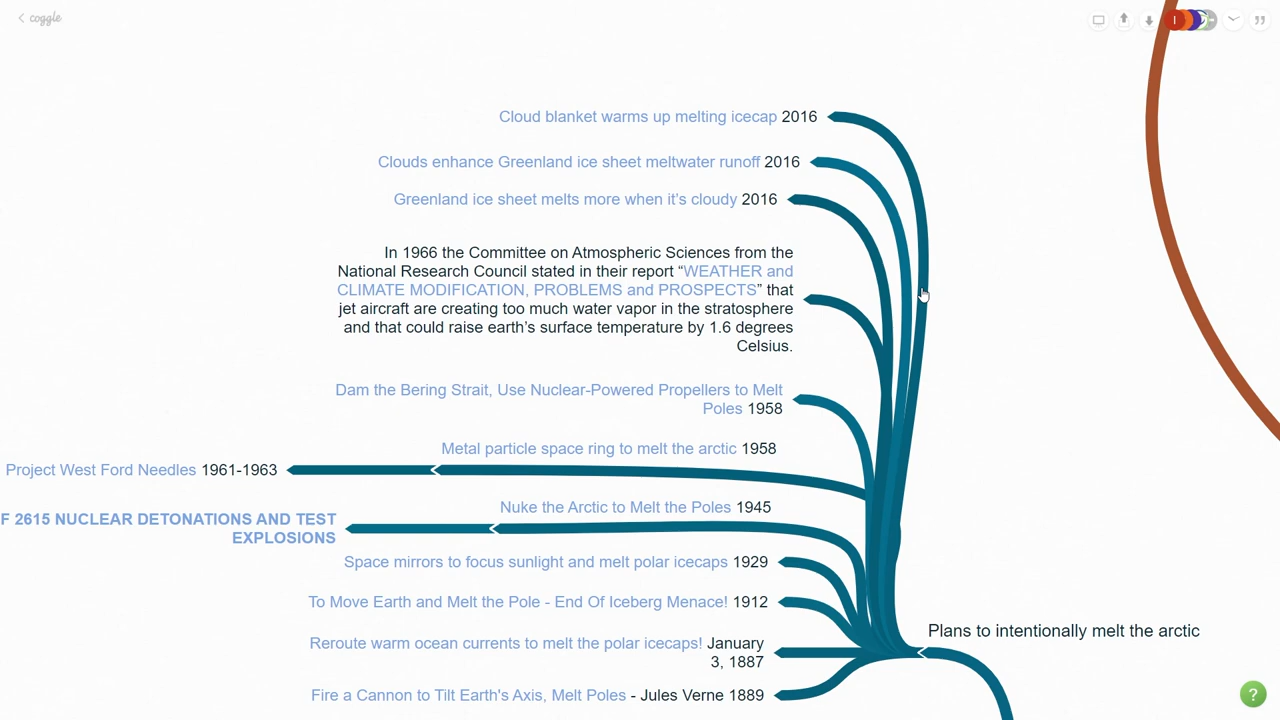 coggle
Cloud blanket warms up melting icecap 2016
Clouds enhance Greenland ice sheet meltwater runoff 2016
Greenland ice sheet melts more when it's cloudy 2016
In 1966 the Committee on Atmospheric Sciences from the
National Research Council stated in their report “WEATHER and
CLIMATE MODIFICATION, PROBLEMS and PROSPECTS” that
jet aircraft are creating too much water vapor in the stratosphere
and that could raise earth’s surface temperature by 1.6 degrees
Celsius.
Dam the Bering Strait, Use Nuclear-Powered Propellers to Melt
Poles 1958
Metal particle space ring to melt the arctic 1958
Project West Ford Needles 1961-1963
Nuke the Arctic to Melt the Poles 1945
F 2615 NUCLEAR DETONATIONS AND TEST
EXPLOSIONS
Space mirrors to focus sunlight and melt polar icecaps 1929
To Move Earth and Melt the Pole - End Of Iceberg Menace! 1912
Plans to intentionally melt the arctic
Reroute warm ocean currents to melt the polar icecaps! January
3, 1887
Fire a Cannon to Tilt Earth's Axis, Melt Poles - Jules Verne 1889
?